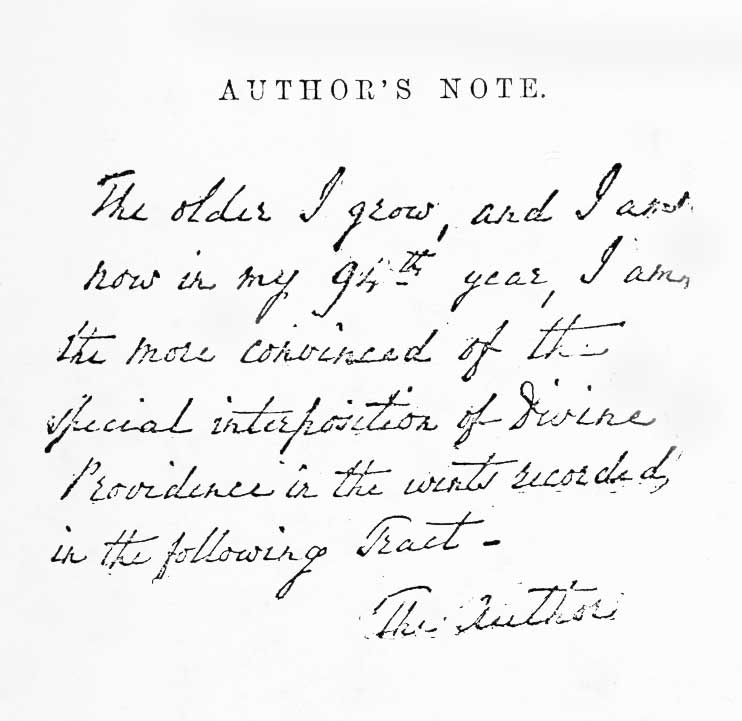 AUTHOR'S NOTE.
The older I grow, and I am
now in my 94th year, I am
the more convinced of the
special interposition of Divine
Providence in the events recorded,
in the following Tract -
The Author